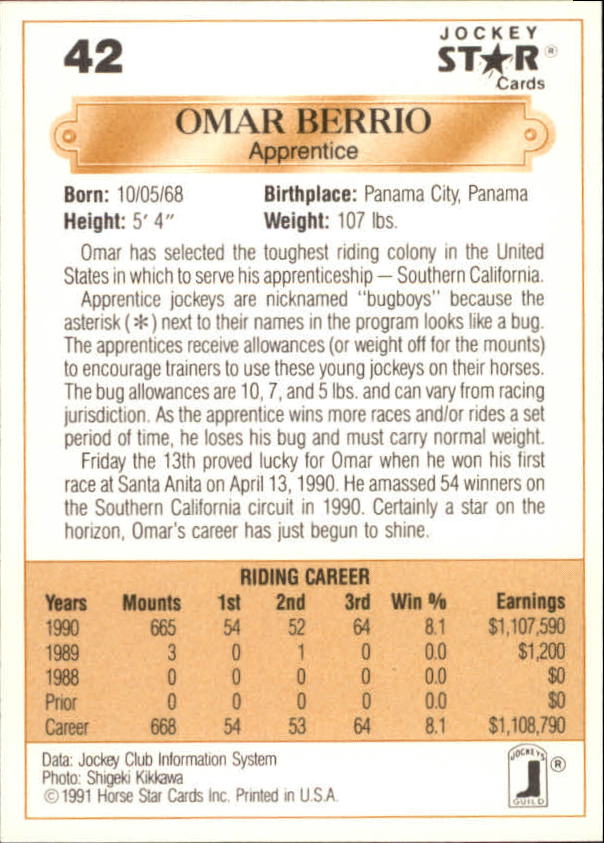 42
JOCKEY
STAR®
Cards
OMAR BERRIO
Apprentice
Born: 10/05/68 Birthplace: Panama City, Panama
Height: 5' 4" Weight: 107 lbs.
Omar has selected the toughest riding colony in the United
States in which to serve his apprenticeship — Southern California.
Apprentice jockeys are nicknamed "bugboys" because the
asterisk (*) next to their names in the program looks like a bug.
The apprentices receive allowances (or weight off for the mounts)
to encourage trainers to use these young jockeys on their horses.
The bug allowances are 10, 7, and 5 lbs. and can vary from racing
jurisdiction. As the apprentice wins more races and/or rides a set
period of time, he loses his bug and must carry normal weight.
Friday the 13th proved lucky for Omar when he won his first
race at Santa Anita on April 13, 1990. He amassed 54 winners on
the Southern California circuit in 1990. Certainly a star on the
horizon, Omar's career has just begun to shine.
RIDING CAREER
Years Mounts 1st 2nd 3rd Win % Earnings
1990 665 54 52 64 8.1 $1,107,590
1989 3 0 1 0 0.0 $1,200
1988 0 0 0 0 0.0 $0
Prior 0 0 0 0 0.0 $0
Career 668 54 53 64 8.1 $1,108,790
Data: Jockey Club Information System
Photo: Shigeki Kikkawa
©1991 Horse Star Cards Inc. Printed in U.S.A.
JOCKEYS
GUILD
®